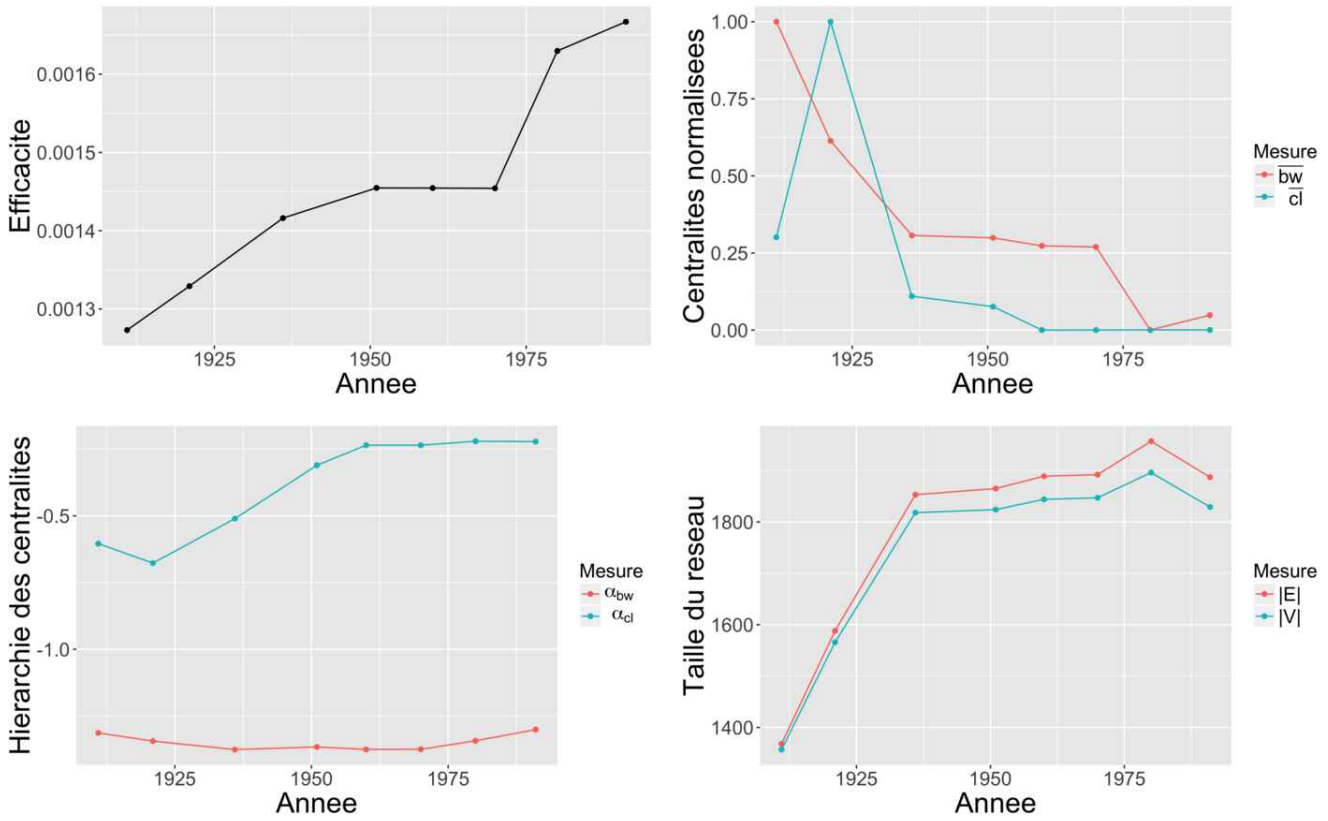 Efficacite
0.0016
0.0015
0.0014
0.0013
1925 1950 1975
Annee
Centralites normalisees
1.00
0.75
0.50
0.25
0.00
1925 1950 1975
Annee
Mesure
bw
cl
Hierarchie des centralites
-0.5
-1.0
1925 1950 1975
Annee
Mesure
αbw
αcl
Taille du reseau
1800
1600
1400
1925 1950 1975
Annee
Mesure
|E|
|V|